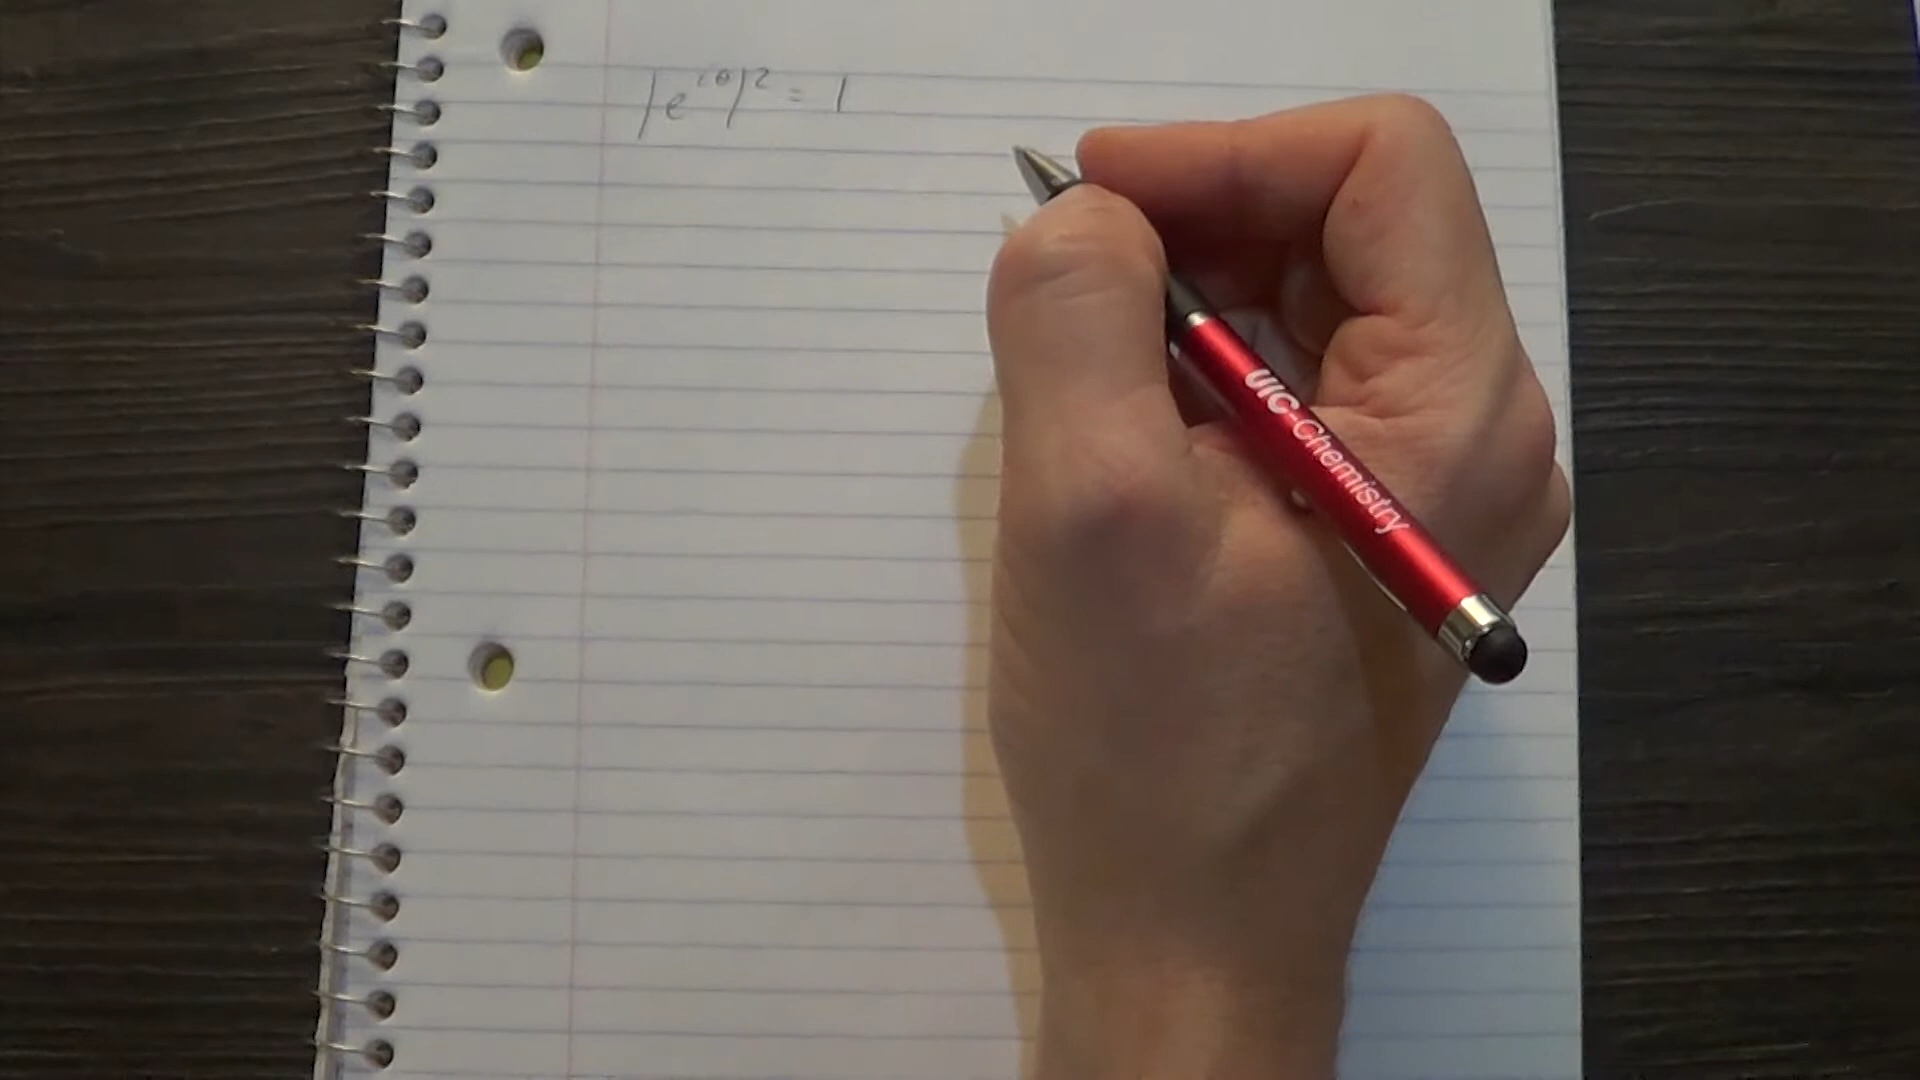 |e^{iθ}|^2 = 1
UIC-Chemistry